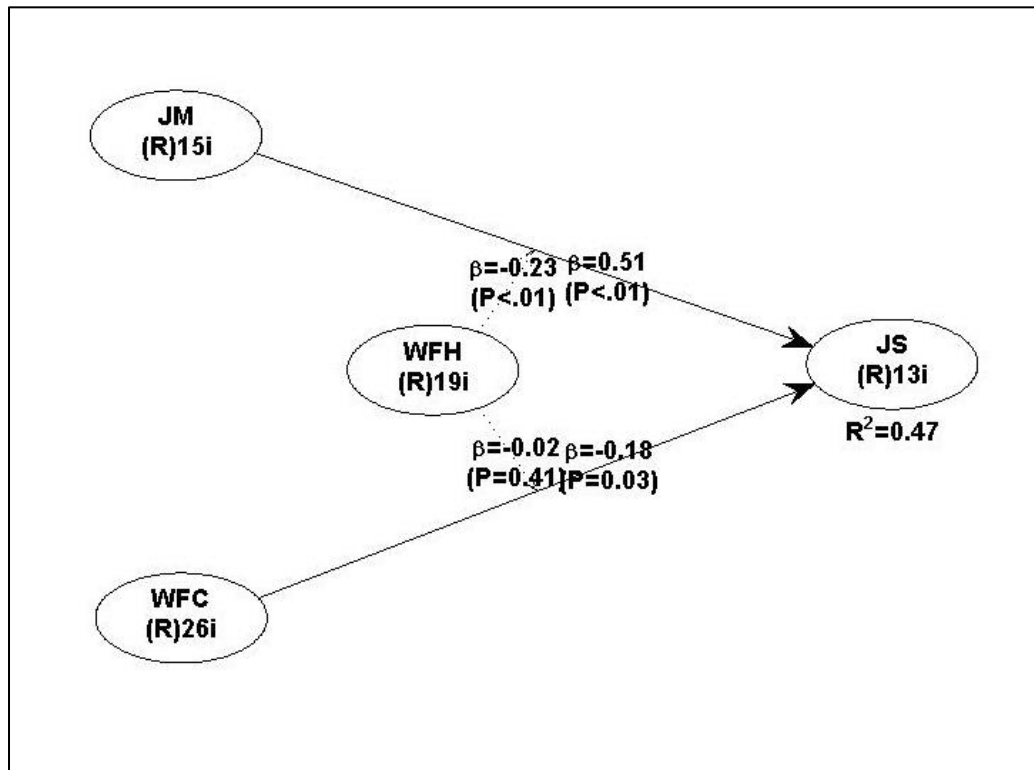 JM
(R)15i
β=-0.23
(P<.01)
β=0.51
(P<.01)
WFH
(R)19i
JS
(R)13i
R²=0.47
β=-0.02
(P=0.41)
β=-0.18
(P=0.03)
WFC
(R)26i